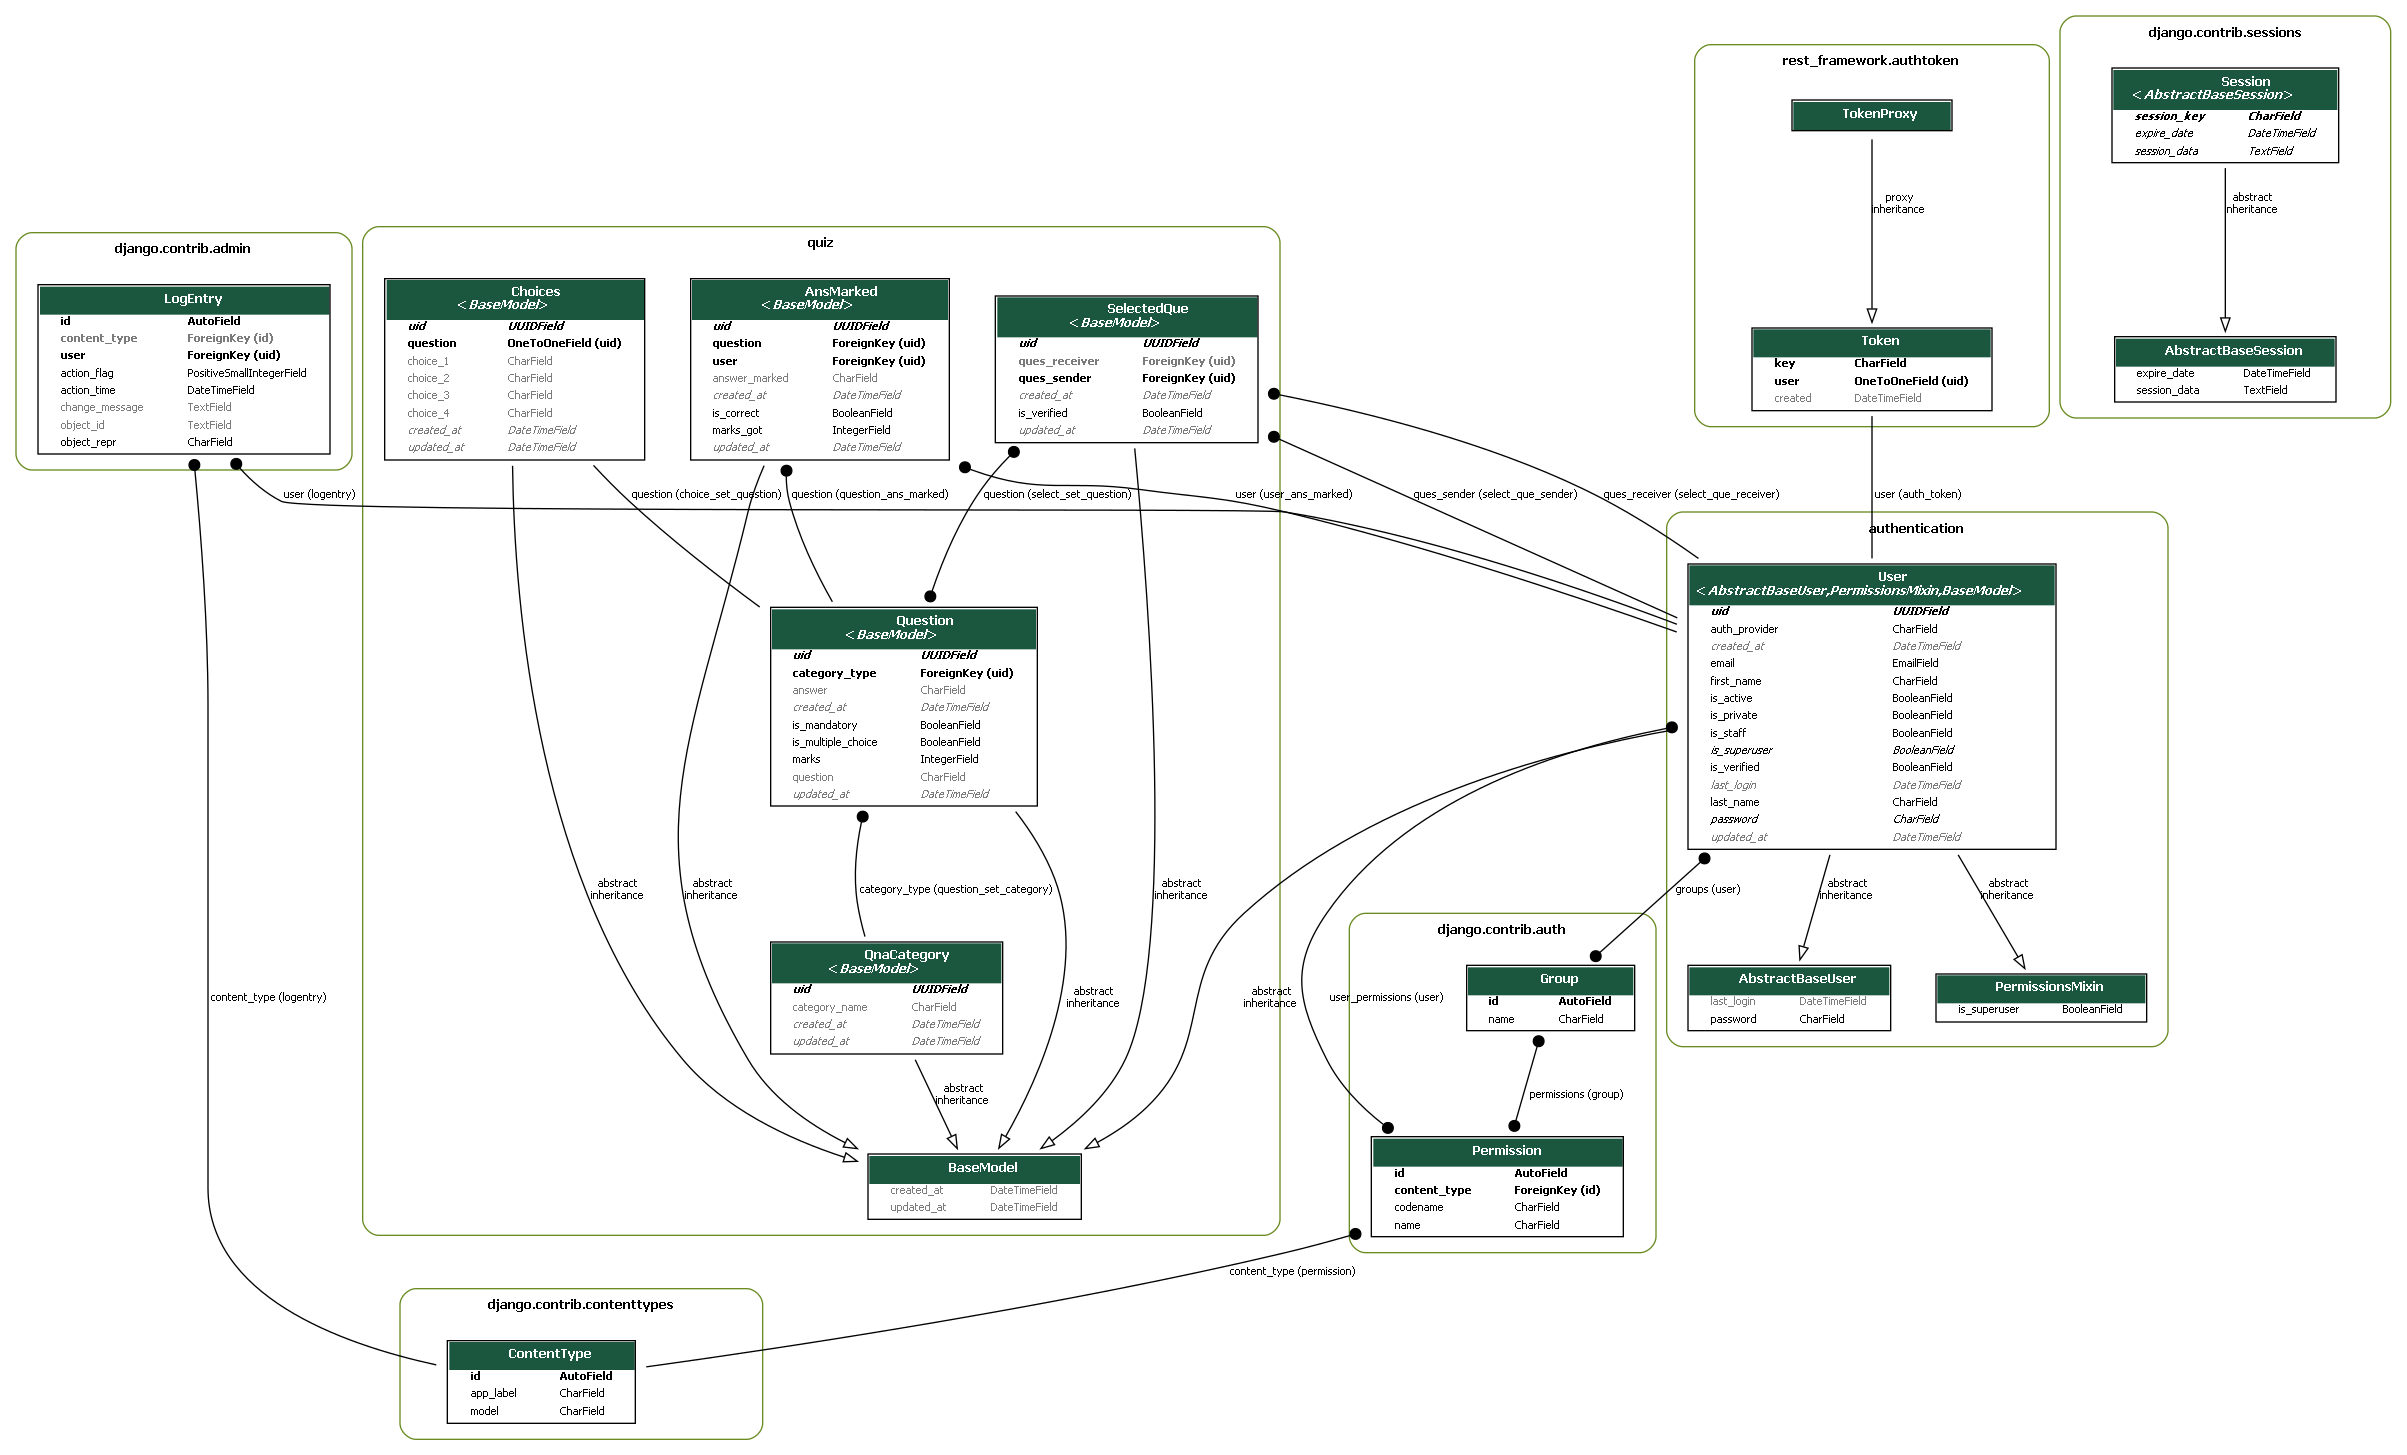 django.contrib.admin
LogEntry
id AutoField
content_type ForeignKey (id)
user ForeignKey (uid)
action_flag PositiveSmallIntegerField
action_time DateTimeField
change_message TextField
object_id TextField
object_repr CharField
quiz
Choices
<BaseModel>
uid UUIDField
question OneToOneField (uid)
choice_1 CharField
choice_2 CharField
choice_3 CharField
choice_4 CharField
created_at DateTimeField
updated_at DateTimeField
AnsMarked
<BaseModel>
uid UUIDField
question ForeignKey (uid)
user ForeignKey (uid)
answer_marked CharField
created_at DateTimeField
is_correct BooleanField
marks_got IntegerField
updated_at DateTimeField
SelectedQue
<BaseModel>
uid UUIDField
ques_receiver ForeignKey (uid)
ques_sender ForeignKey (uid)
created_at DateTimeField
is_verified BooleanField
updated_at DateTimeField
rest_framework.authtoken
TokenProxy
proxy
inheritance
Token
key CharField
user OneToOneField (uid)
created DateTimeField
django.contrib.sessions
Session
<AbstractBaseSession>
session_key CharField
expire_date DateTimeField
session_data TextField
abstract
inheritance
AbstractBaseSession
expire_date DateTimeField
session_data TextField
user (logentry)
question (choice_set_question)
question (question_ans_marked)
question (select_set_question)
user (user_ans_marked)
ques_sender (select_que_sender)
ques_receiver (select_que_receiver)
user (auth_token)
Question
<BaseModel>
uid UUIDField
category_type ForeignKey (uid)
answer CharField
created_at DateTimeField
is_mandatory BooleanField
is_multiple_choice BooleanField
marks IntegerField
question CharField
updated_at DateTimeField
authentication
User
<AbstractBaseUser,PermissionsMixin,BaseModel>
uid UUIDField
auth_provider CharField
created_at DateTimeField
email EmailField
first_name CharField
is_active BooleanField
is_private BooleanField
is_staff BooleanField
is_superuser BooleanField
is_verified BooleanField
last_login DateTimeField
last_name CharField
password CharField
updated_at DateTimeField
abstract
inheritance
abstract
inheritance
category_type (question_set_category)
abstract
inheritance
groups (user)
abstract
inheritance
abstract
inheritance
QnaCategory
<BaseModel>
uid UUIDField
category_name CharField
created_at DateTimeField
updated_at DateTimeField
abstract
inheritance
abstract
inheritance
user_permissions (user)
content_type (logentry)
django.contrib.auth
Group
id AutoField
name CharField
AbstractBaseUser
last_login DateTimeField
password CharField
PermissionsMixin
is_superuser BooleanField
abstract
inheritance
permissions (group)
BaseModel
created_at DateTimeField
updated_at DateTimeField
Permission
id AutoField
content_type ForeignKey (id)
codename CharField
name CharField
content_type (permission)
django.contrib.contenttypes
ContentType
id AutoField
app_label CharField
model CharField